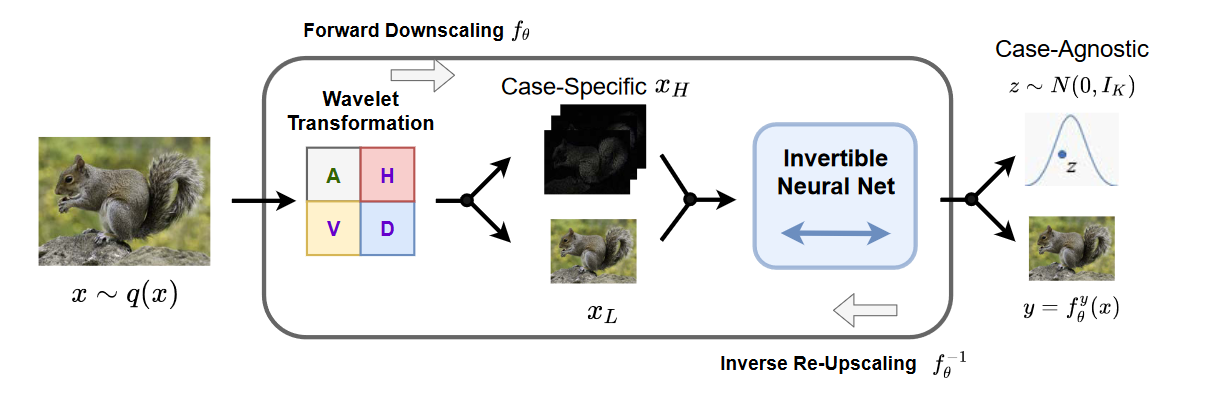 Forward Downscaling $f_\theta$
Case-Agnostic
$z \sim N(0, I_K)$
Wavelet
Transformation
Case-Specific $x_H$
A H
V D
Invertible
Neural Net
$z$
$x \sim q(x)$
$x_L$
$y = f_\theta^y(x)$
Inverse Re-Upscaling $f_\theta^{-1}$